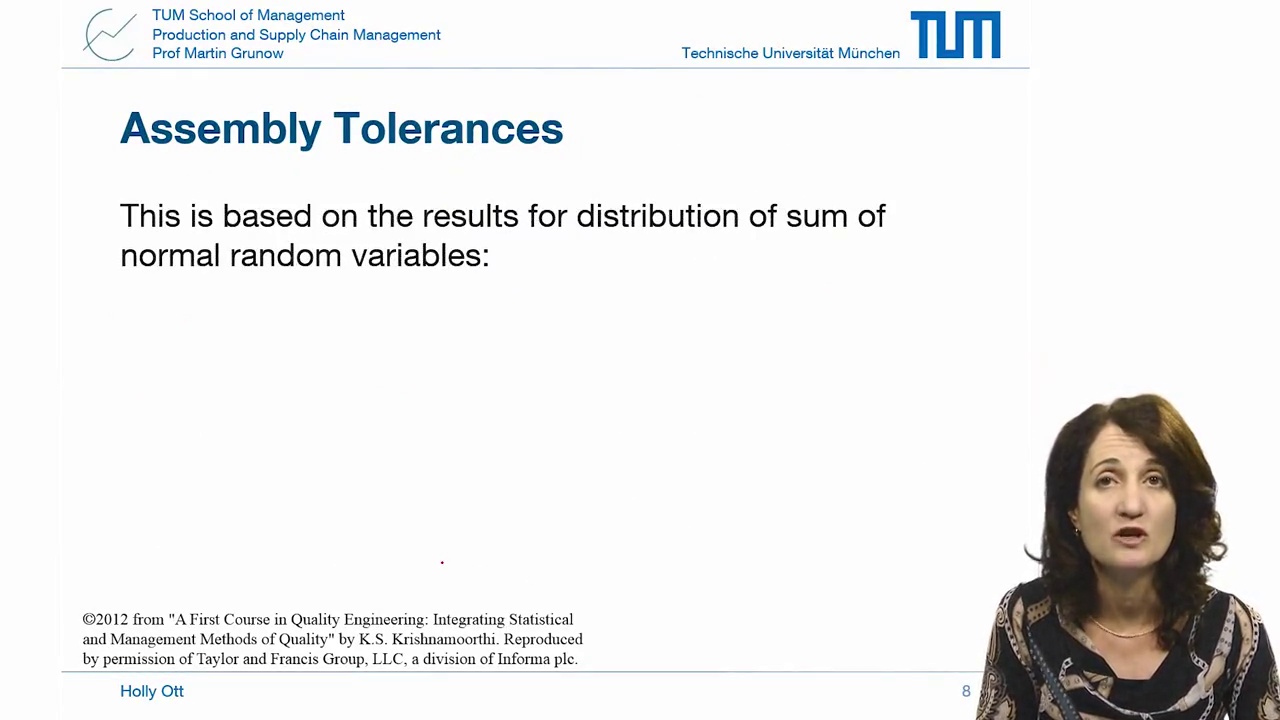 TUM School of Management
Production and Supply Chain Management
Prof Martin Grunow
Technische Universität München
TUM
Assembly Tolerances
This is based on the results for distribution of sum of
normal random variables:
©2012 from "A First Course in Quality Engineering: Integrating Statistical
and Management Methods of Quality" by K.S. Krishnamoorthi. Reproduced
by permission of Taylor and Francis Group, LLC, a division of Informa plc.
Holly Ott
8